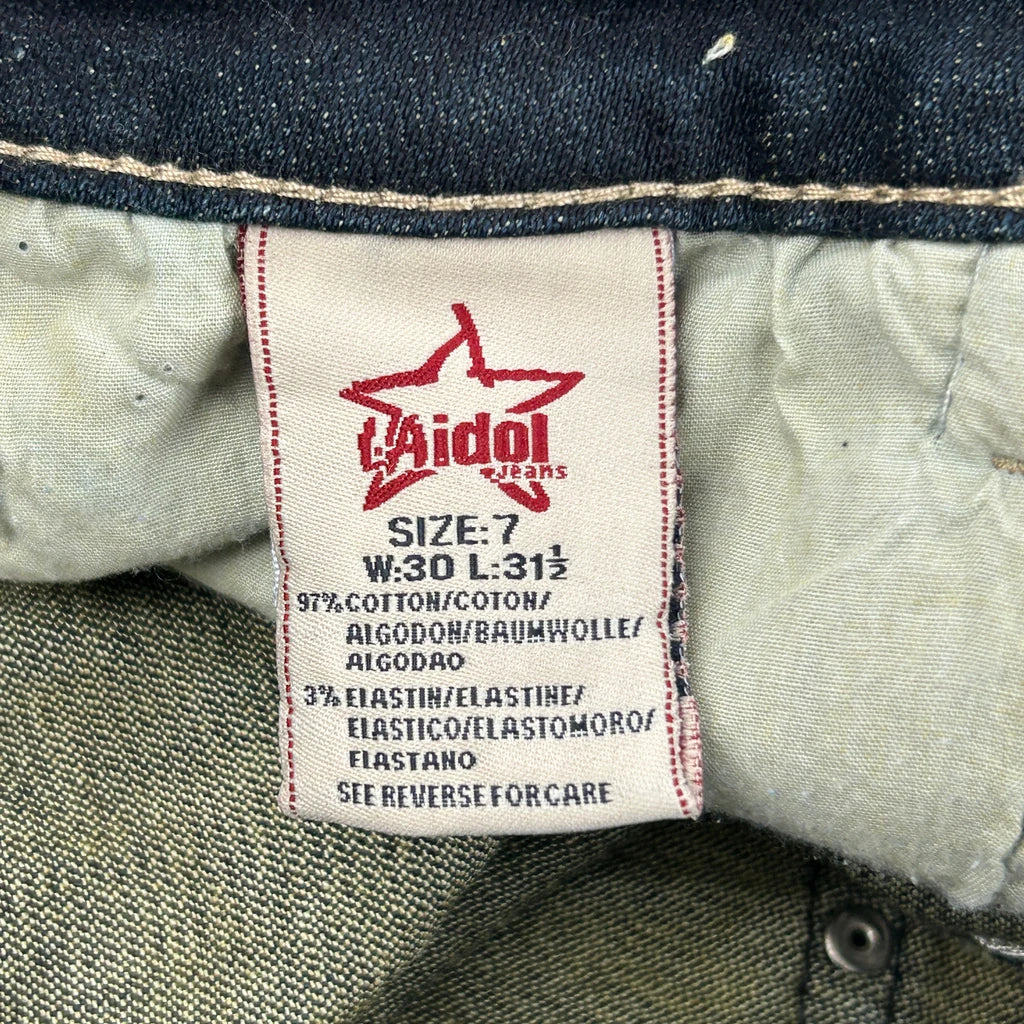 L'Aidol
Jeans
SIZE:7
W:30 L:31½
97% COTTON/COTON/
ALGODON/BAUMWOLLE/
ALGODAO
3% ELASTIN/ELASTINE/
ELASTICO/ELASTOMORO/
ELASTANO
SEE REVERSE FOR CARE